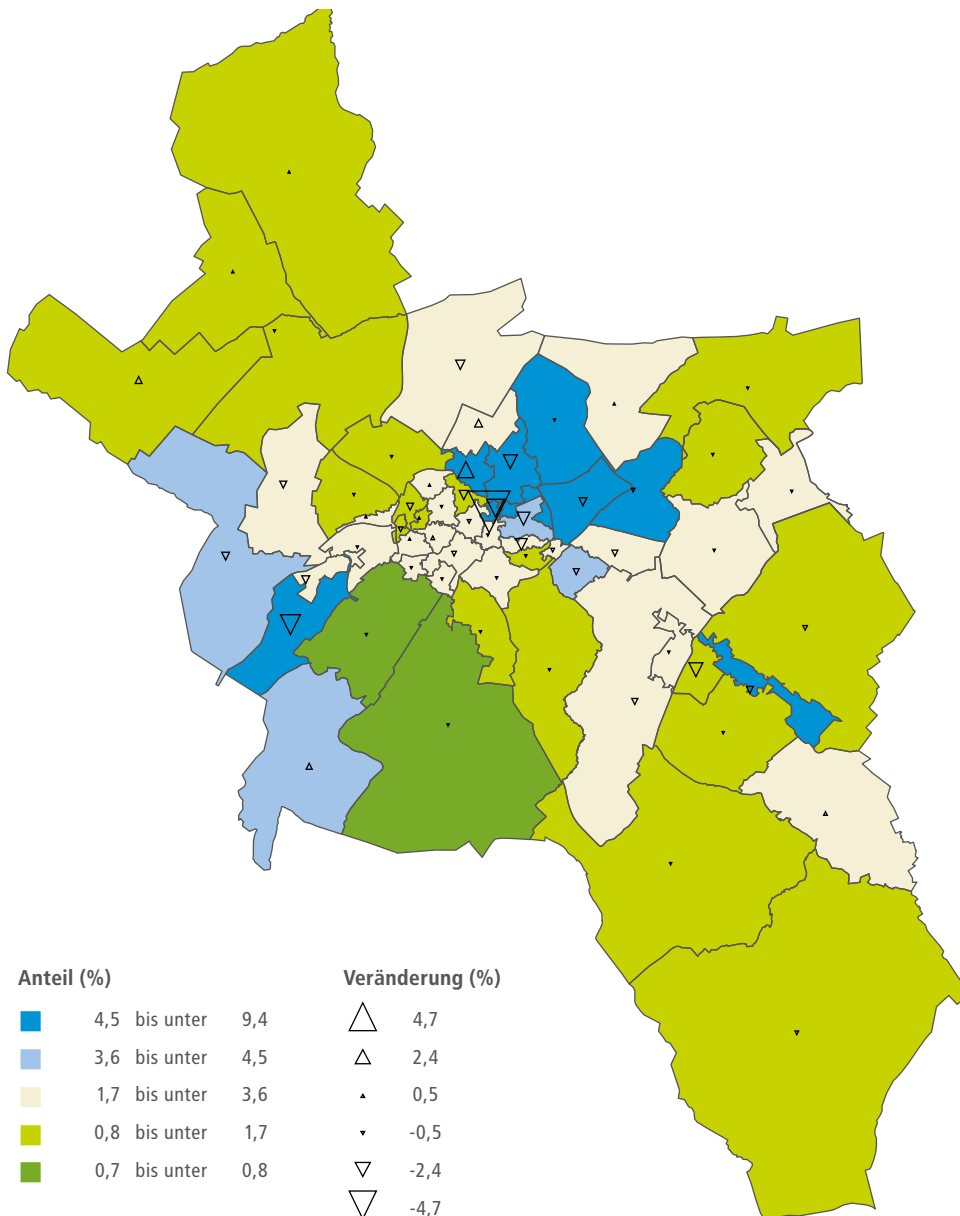 Anteil (%) Veränderung (%)
4,5 bis unter 9,4 4,7
3,6 bis unter 4,5 2,4
1,7 bis unter 3,6 0,5
0,8 bis unter 1,7 -0,5
0,7 bis unter 0,8 -2,4
-4,7